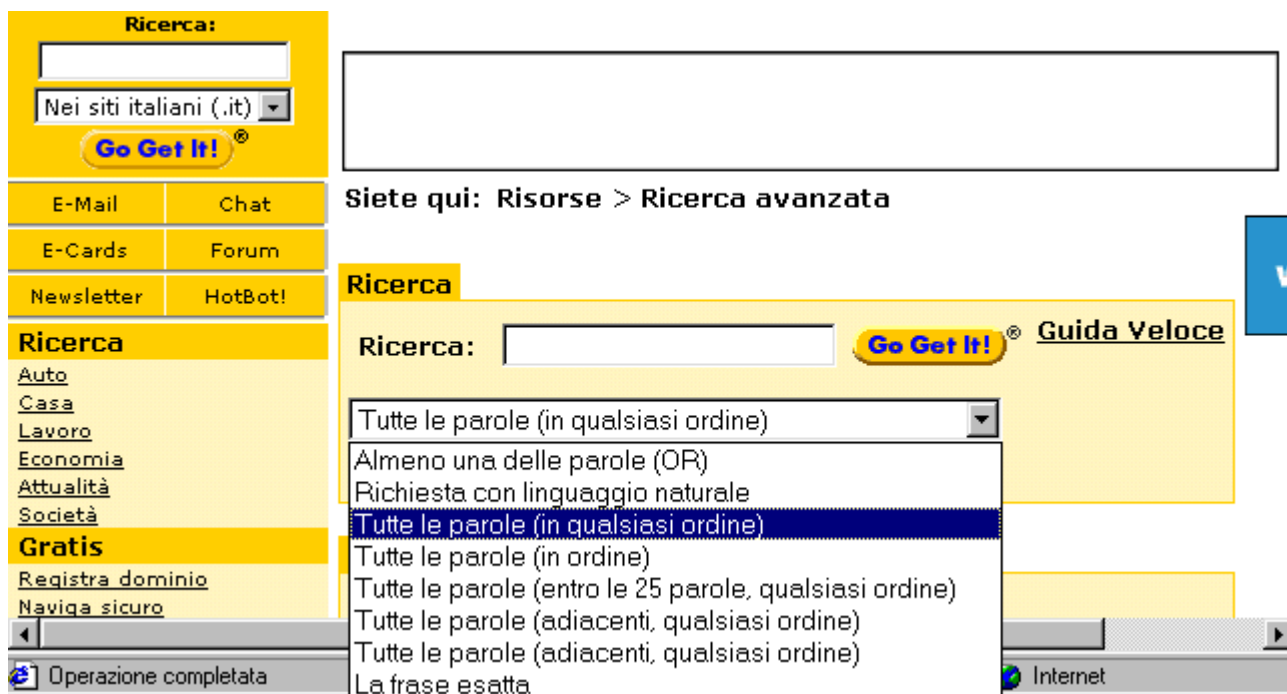 Ricerca:
Nei siti italiani (.it)
Go Get It!®
E-Mail Chat
E-Cards Forum
Newsletter HotBot!
Ricerca
Auto
Casa
Lavoro
Economia
Attualità
Società
Gratis
Registra dominio
Naviga sicuro
Siete qui: Risorse > Ricerca avanzata
Ricerca
Ricerca: Go Get It!® Guida Veloce
Tutte le parole (in qualsiasi ordine)
Almeno una delle parole (OR)
Richiesta con linguaggio naturale
Tutte le parole (in qualsiasi ordine)
Tutte le parole (in ordine)
Tutte le parole (entro le 25 parole, qualsiasi ordine)
Tutte le parole (adiacenti, qualsiasi ordine)
Tutte le parole (adiacenti, qualsiasi ordine)
La frase esatta
Operazione completata Internet